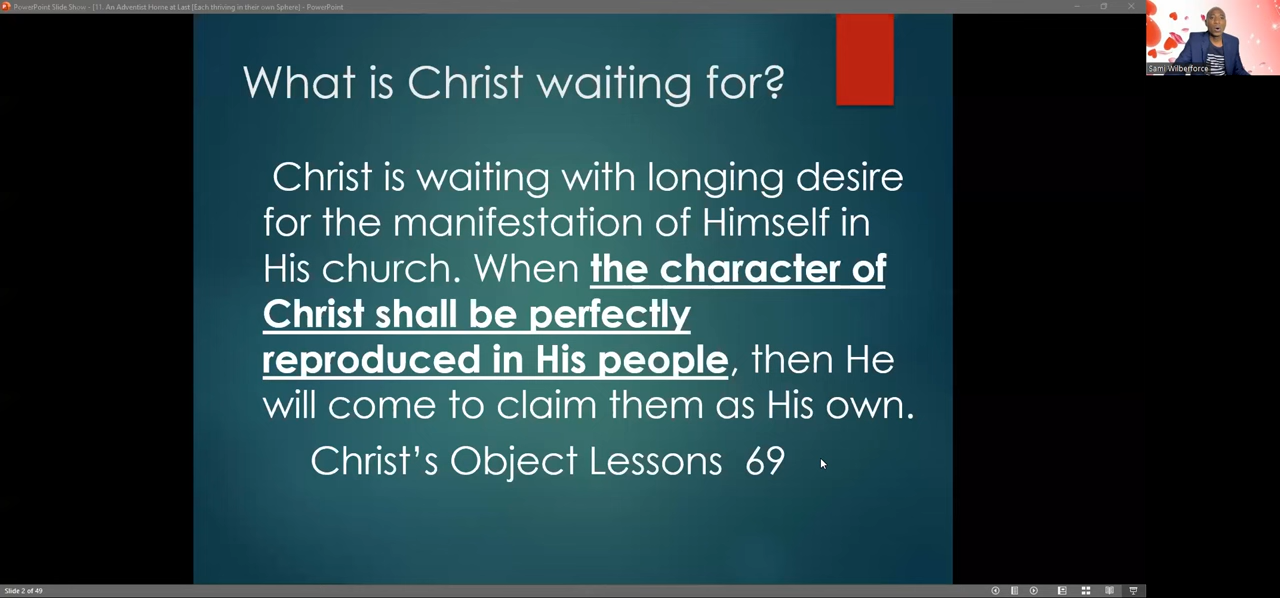 PowerPoint Slide Show - [11. An Adventist Home at Last [Each thriving in their own Sphere] - PowerPoint
Sami Wilberforce
What is Christ waiting for?
Christ is waiting with longing desire
for the manifestation of Himself in
His church. When the character of
Christ shall be perfectly
reproduced in His people, then He
will come to claim them as His own.
Christ's Object Lessons 69
Slide 2 of 49